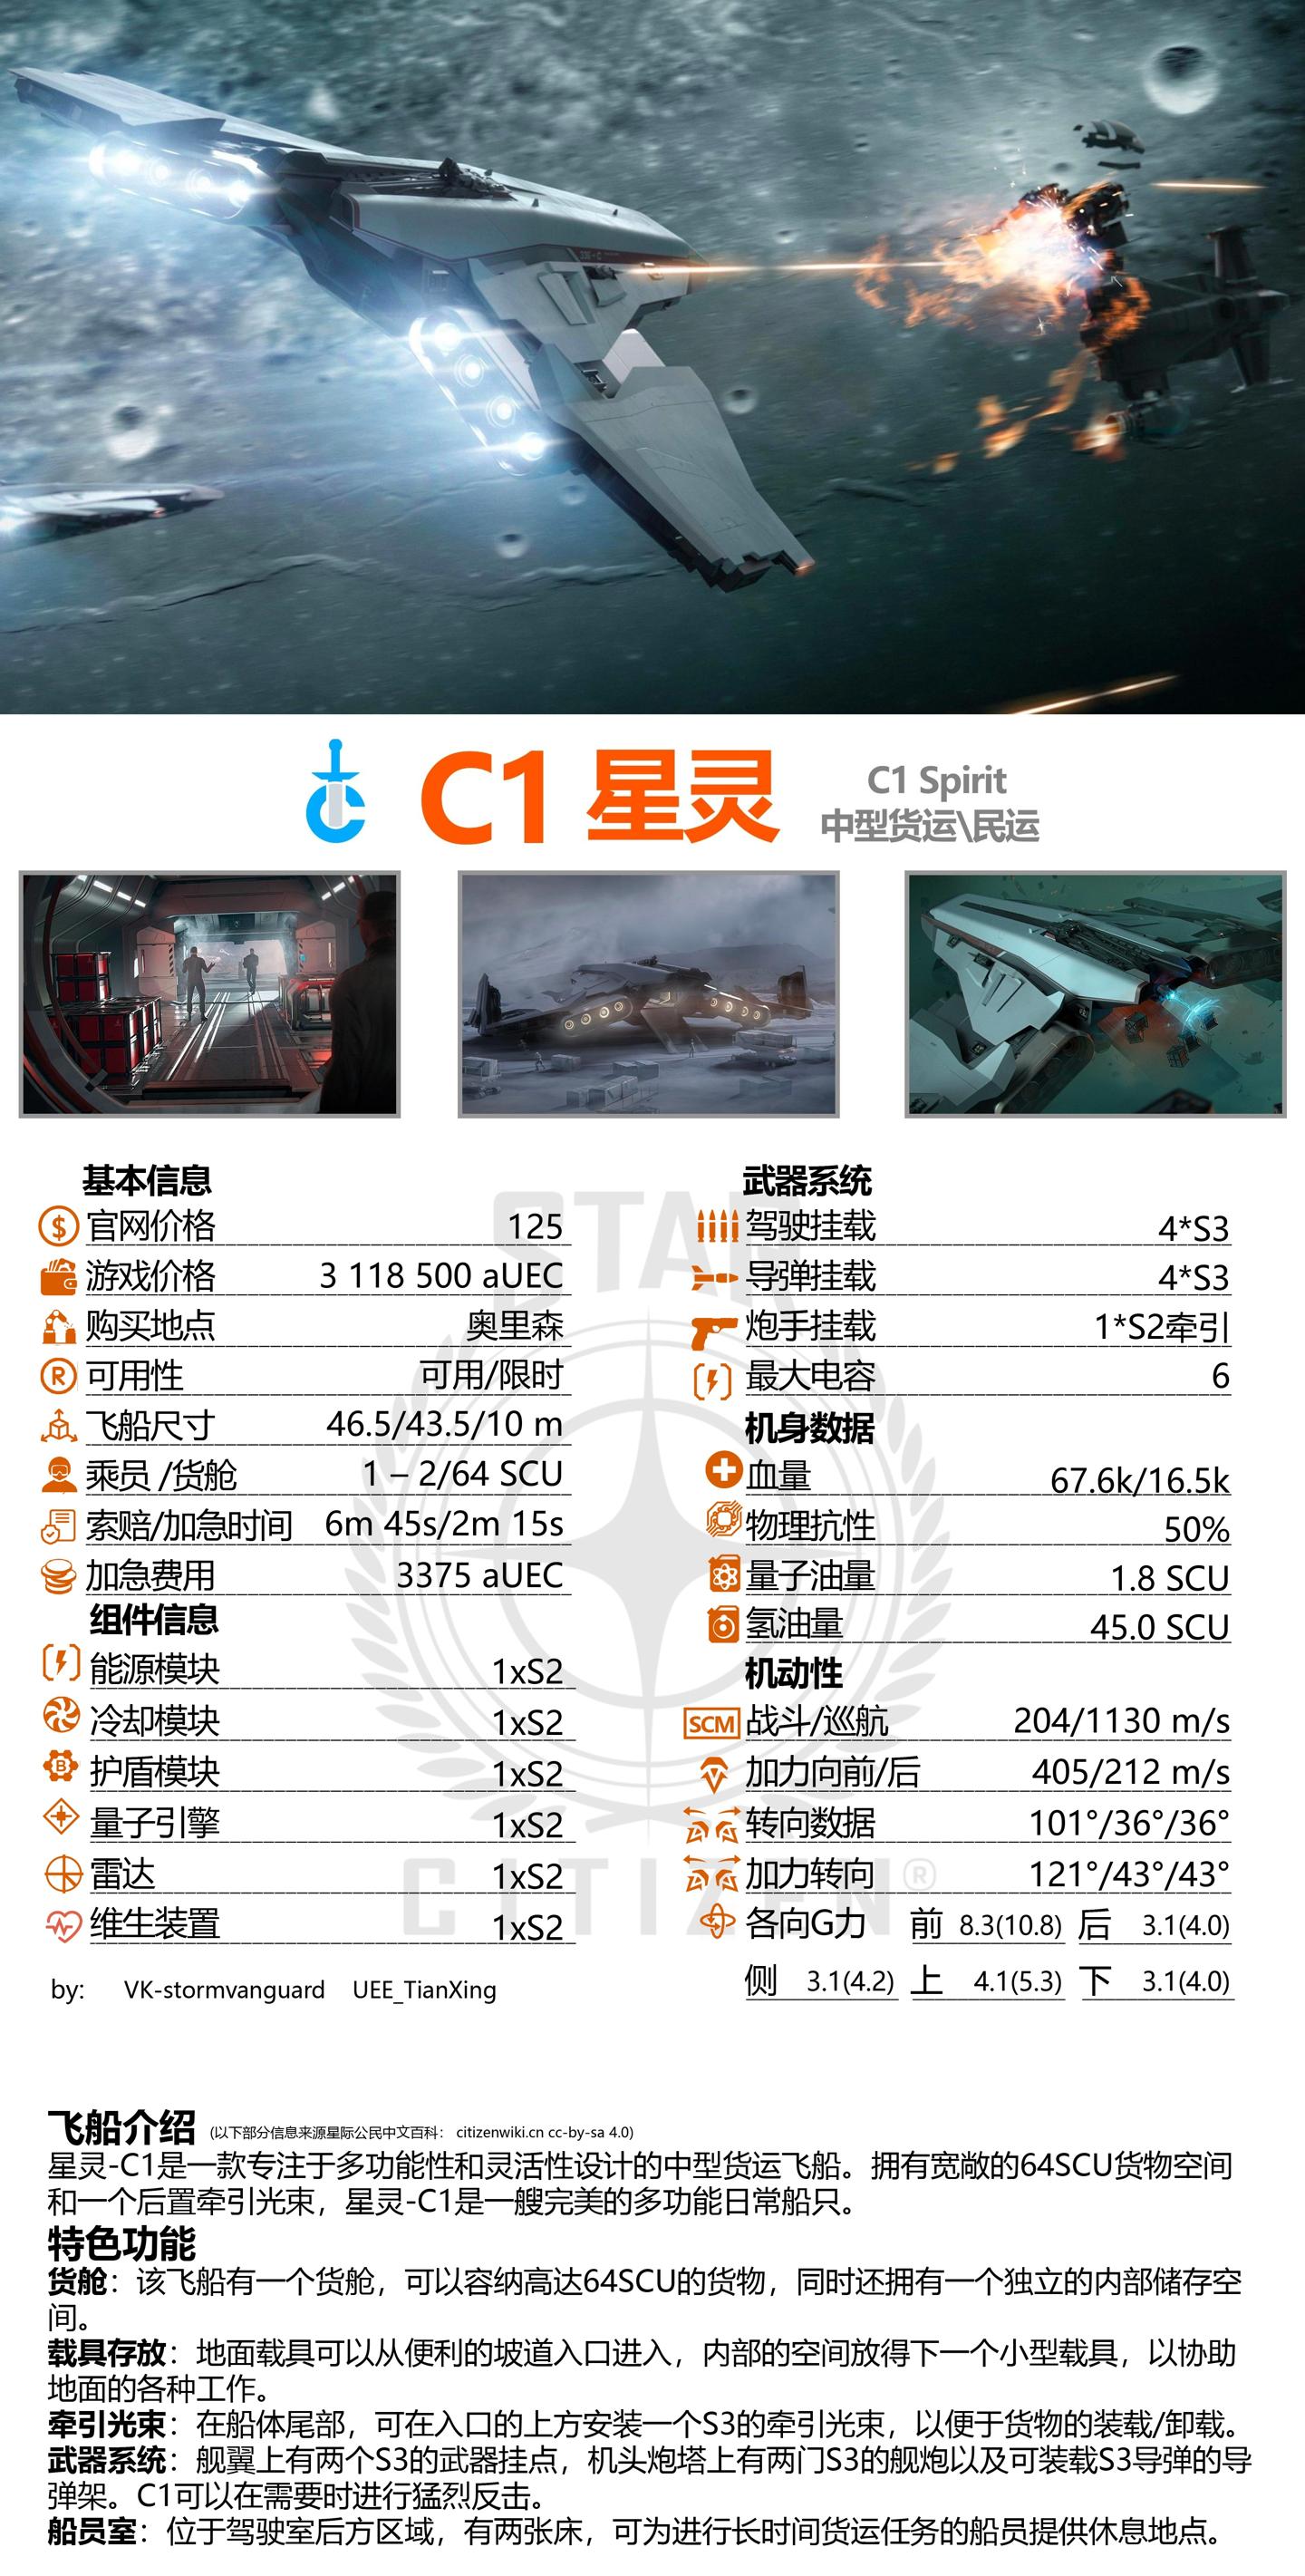 C1 星灵
C1 Spirit
中型货运\民运
STAR
CITIZEN®
基本信息
官网价格 125
游戏价格 3 118 500 aUEC
购买地点 奥里森
可用性 可用/限时
飞船尺寸 46.5/43.5/10 m
乘员 /货舱 1 – 2/64 SCU
索赔/加急时间 6m 45s/2m 15s
加急费用 3375 aUEC
组件信息
能源模块 1xS2
冷却模块 1xS2
护盾模块 1xS2
量子引擎 1xS2
雷达 1xS2
维生装置 1xS2
by: VK-stormvanguard UEE_TianXing
武器系统
驾驶挂载 4*S3
导弹挂载 4*S3
炮手挂载 1*S2牵引
最大电容 6
机身数据
血量 67.6k/16.5k
物理抗性 50%
量子油量 1.8 SCU
氢油量 45.0 SCU
机动性
SCM 战斗/巡航 204/1130 m/s
加力向前/后 405/212 m/s
转向数据 101°/36°/36°
加力转向 121°/43°/43°
各向G力 前 8.3(10.8) 后 3.1(4.0)
侧 3.1(4.2) 上 4.1(5.3) 下 3.1(4.0)
飞船介绍 (以下部分信息来源星际公民中文百科： citizenwiki.cn cc-by-sa 4.0)
星灵-C1是一款专注于多功能性和灵活性设计的中型货运飞船。拥有宽敞的64SCU货物空间
和一个后置牵引光束，星灵-C1是一艘完美的多功能日常船只。
特色功能
货舱：该飞船有一个货舱，可以容纳高达64SCU的货物，同时还拥有一个独立的内部储存空
间。
载具存放：地面载具可以从便利的坡道入口进入，内部的空间放得下一个小型载具，以协助
地面的各种工作。
牵引光束：在船体尾部，可在入口的上方安装一个S3的牵引光束，以便于货物的装载/卸载。
武器系统：舰翼上有两个S3的武器挂点，机头炮塔上有两门S3的舰炮以及可装载S3导弹的导
弹架。C1可以在需要时进行猛烈反击。
船员室：位于驾驶室后方区域，有两张床，可为进行长时间货运任务的船员提供休息地点。